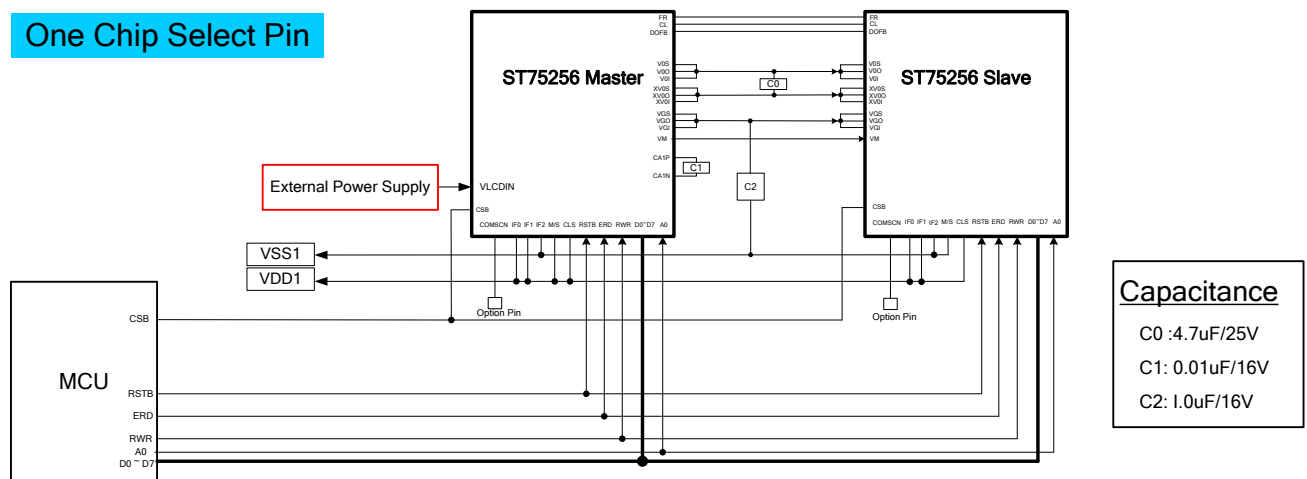 One Chip Select Pin
FR
CL
DOFB
FR
CL
DOFB
ST75256 Master
ST75256 Slave
V0S
V0O
V0I
XV0S
XV0O
XV0I
VGS
VGO
VGI
VM
CA1P
CA1N
C0
C1
C2
V0S
V0O
V0I
XV0S
XV0O
XV0I
VGS
VGO
VGI
VM
External Power Supply
VLCDIN
CSB
COMSCN IF0 IF1 IF2 M/S CLS RSTB ERD RWR D0~D7 A0
CSB
COMSCN IF0 IF1 IF2 M/S CLS RSTB ERD RWR D0~D7 A0
VSS1
VDD1
Option Pin
Option Pin
MCU
CSB
RSTB
ERD
RWR
A0
D0 ~ D7
Capacitance
C0 :4.7uF/25V
C1: 0.01uF/16V
C2: I.0uF/16V